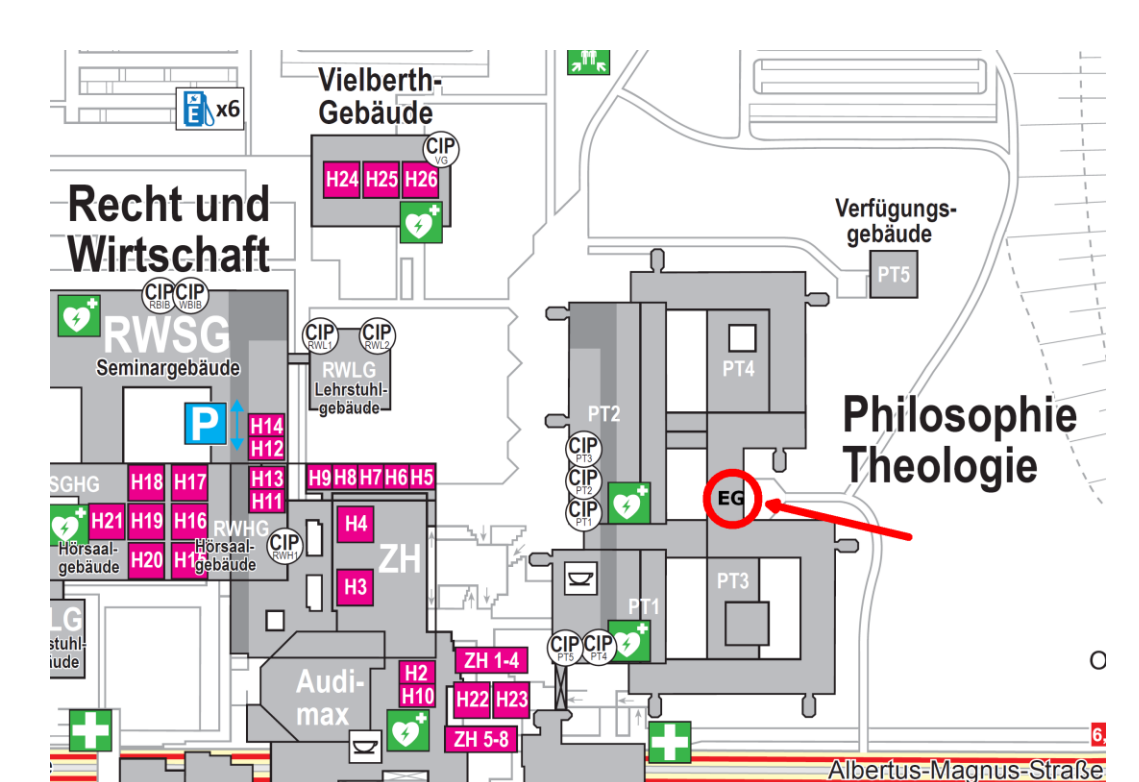 Vielberth-
Gebäude
x6
E
CIP
VG
H24 H25 H26
Recht und
Wirtschaft
Verfügungs-
gebäude
PT5
CIP CIP
RBIB WBIB
RWSG
Seminargebäude
CIP CIP
RWL1 RWL2
RWLG
Lehrstuhl-
gebäude
PT4
P
H14
H12
PT2
Philosophie
Theologie
CIP
PT3
CIP
PT2
CIP
PT1
EG
SGHG
H18 H17
H13
H11
H9 H8 H7 H6 H5
H21 H19 H16
RWHG
H4
CIP
RWH1
Hörsaal-
gebäude
H20 H15
Hörsaal-
gebäude
ZH
H3
PT3
PT1
LG
stuhl-
äude
CIP CIP
PT5 PT4
ZH 1-4
H2
H10
H22 H23
Audi-
max
ZH 5-8
O
6,
e
Albertus-Magnus-Straße